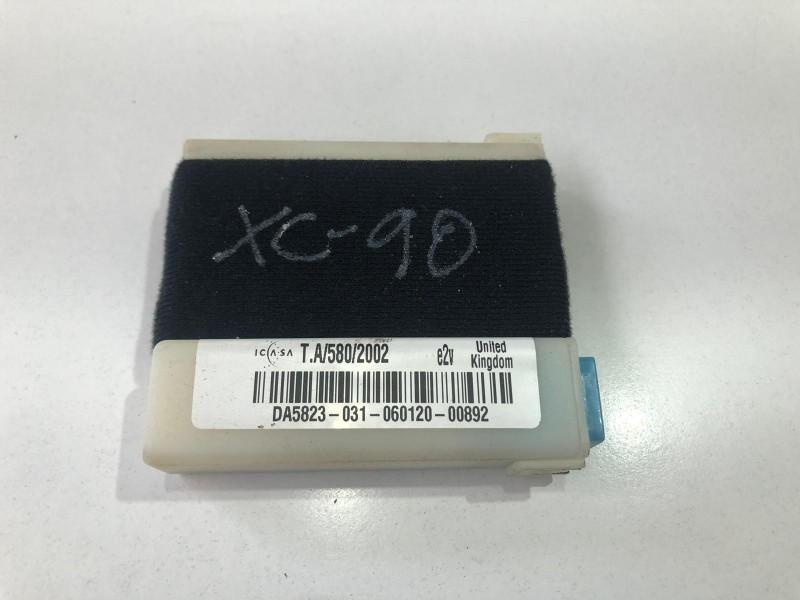 XC-90
ICASA T.A/580/2002 e2v United Kingdom
DA5823-031-060120-00892